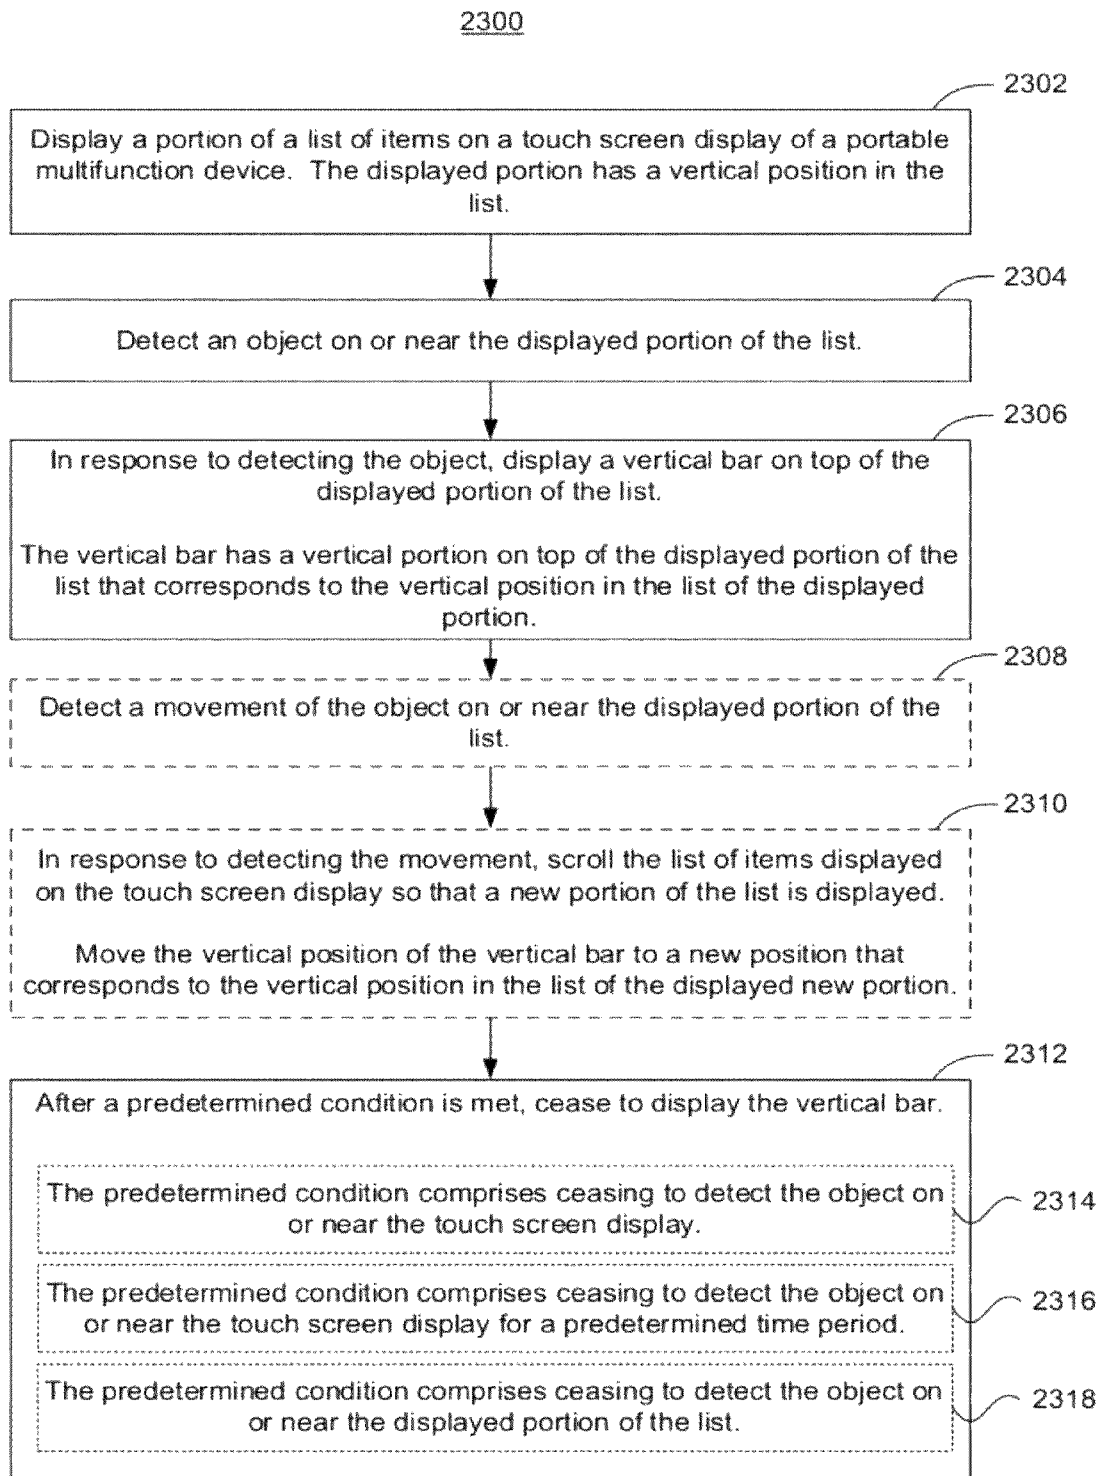 2300
2302
Display a portion of a list of items on a touch screen display of a portable
multifunction device. The displayed portion has a vertical position in the
list.
2304
Detect an object on or near the displayed portion of the list.
2306
In response to detecting the object, display a vertical bar on top of the
displayed portion of the list.
The vertical bar has a vertical portion on top of the displayed portion of the
list that corresponds to the vertical position in the list of the displayed
portion.
2308
Detect a movement of the object on or near the displayed portion of the
list.
2310
In response to detecting the movement, scroll the list of items displayed
on the touch screen display so that a new portion of the list is displayed.
Move the vertical position of the vertical bar to a new position that
corresponds to the vertical position in the list of the displayed new portion.
2312
After a predetermined condition is met, cease to display the vertical bar.
The predetermined condition comprises ceasing to detect the object on
or near the touch screen display.
2314
The predetermined condition comprises ceasing to detect the object on
or near the touch screen display for a predetermined time period.
2316
The predetermined condition comprises ceasing to detect the object on
or near the displayed portion of the list.
2318